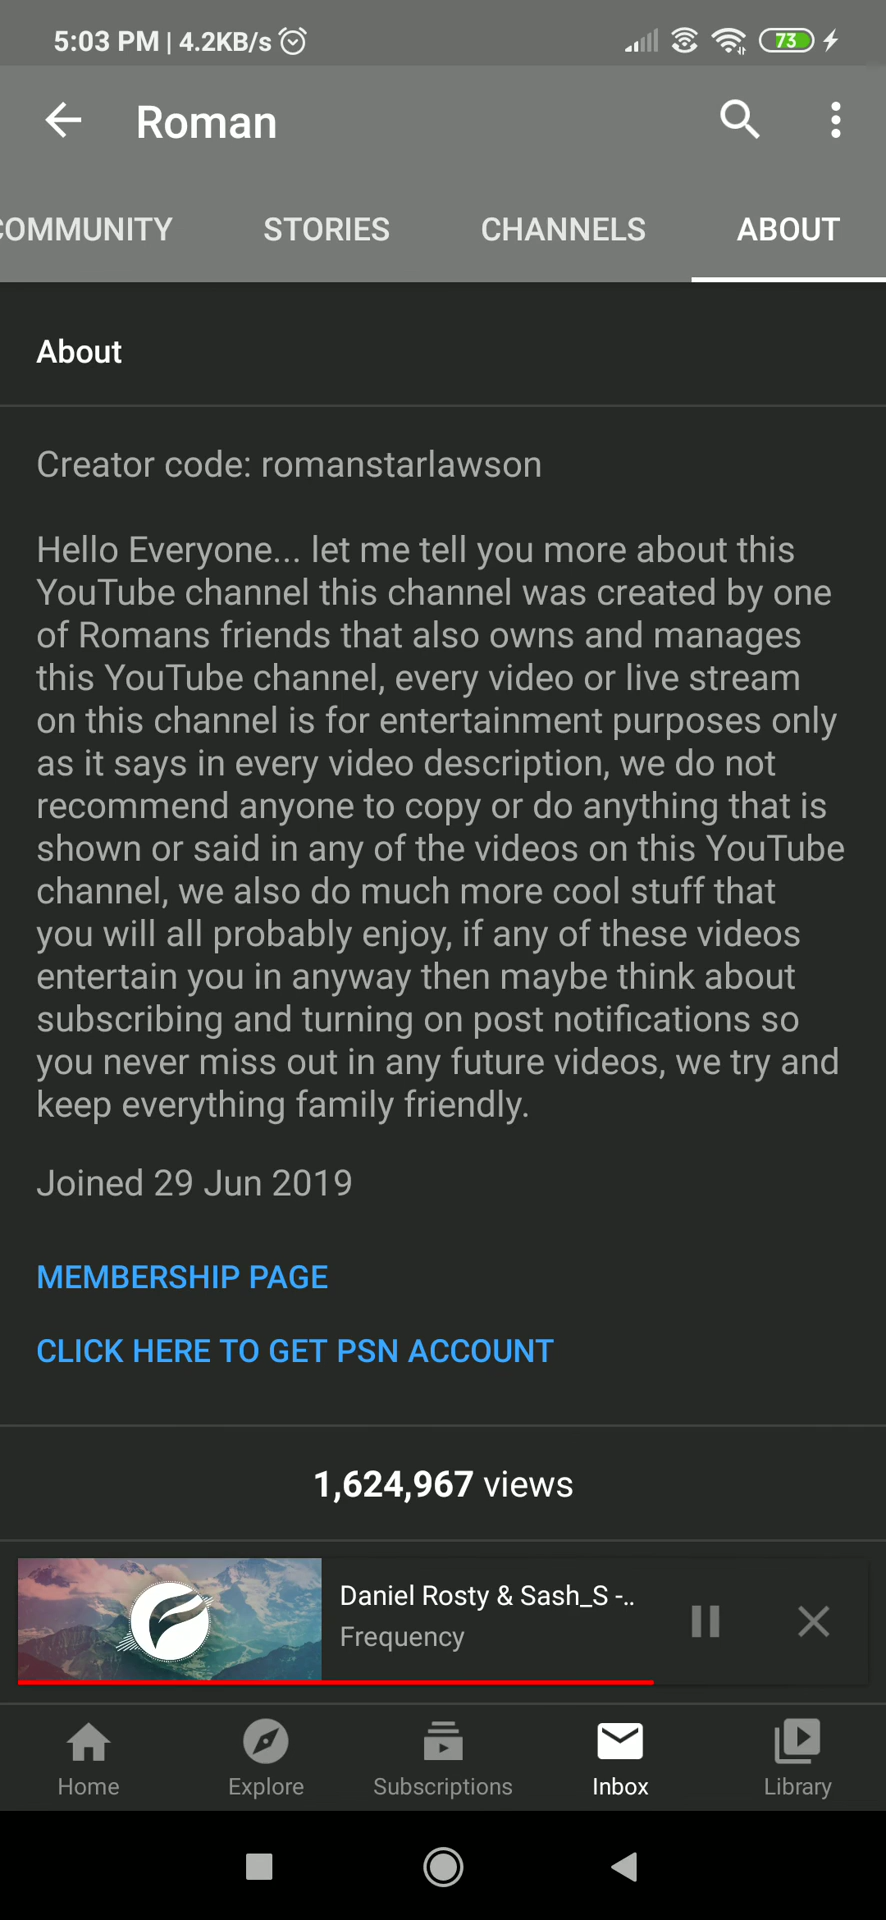 5:03 PM | 4.2KB/s
73
Roman
COMMUNITY STORIES CHANNELS ABOUT
About
Creator code: romanstarlawson
Hello Everyone... let me tell you more about this
YouTube channel this channel was created by one
of Romans friends that also owns and manages
this YouTube channel, every video or live stream
on this channel is for entertainment purposes only
as it says in every video description, we do not
recommend anyone to copy or do anything that is
shown or said in any of the videos on this YouTube
channel, we also do much more cool stuff that
you will all probably enjoy, if any of these videos
entertain you in anyway then maybe think about
subscribing and turning on post notifications so
you never miss out in any future videos, we try and
keep everything family friendly.
Joined 29 Jun 2019
MEMBERSHIP PAGE
CLICK HERE TO GET PSN ACCOUNT
1,624,967 views
Daniel Rosty & Sash_S -..
Frequency
Home Explore Subscriptions Inbox Library